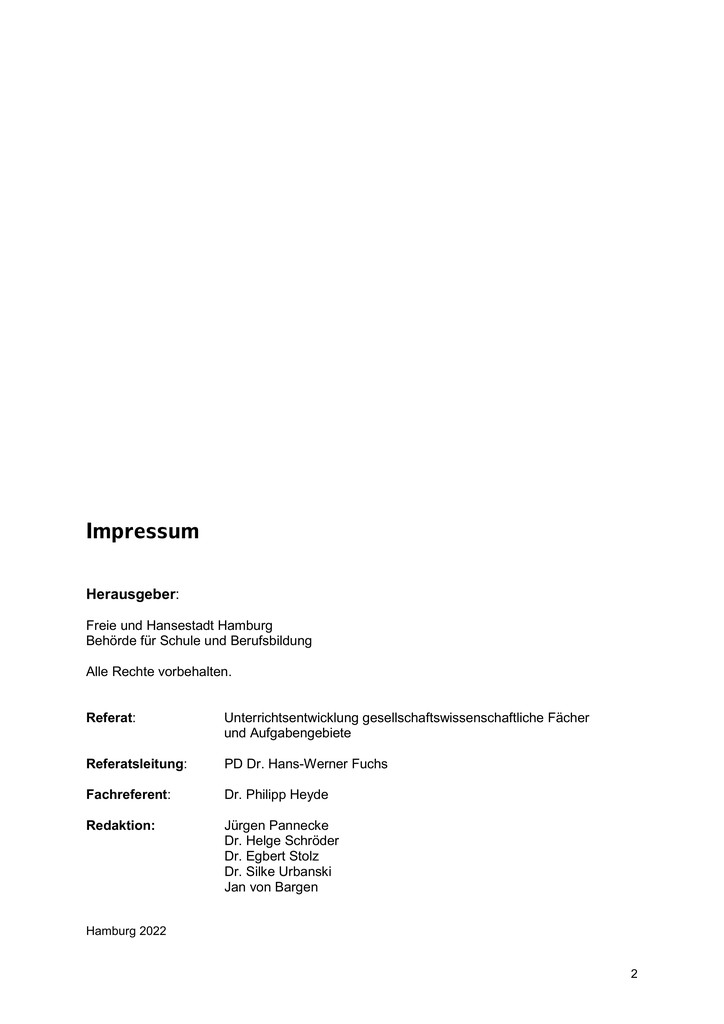 Impressum
Herausgeber:
Freie und Hansestadt Hamburg
Behörde für Schule und Berufsbildung
Alle Rechte vorbehalten.
Referat: Unterrichtsentwicklung gesellschaftswissenschaftliche Fächer
und Aufgabengebiete
Referatsleitung: PD Dr. Hans-Werner Fuchs
Fachreferent: Dr. Philipp Heyde
Redaktion: Jürgen Pannecke
Dr. Helge Schröder
Dr. Egbert Stolz
Dr. Silke Urbanski
Jan von Bargen
Hamburg 2022
2